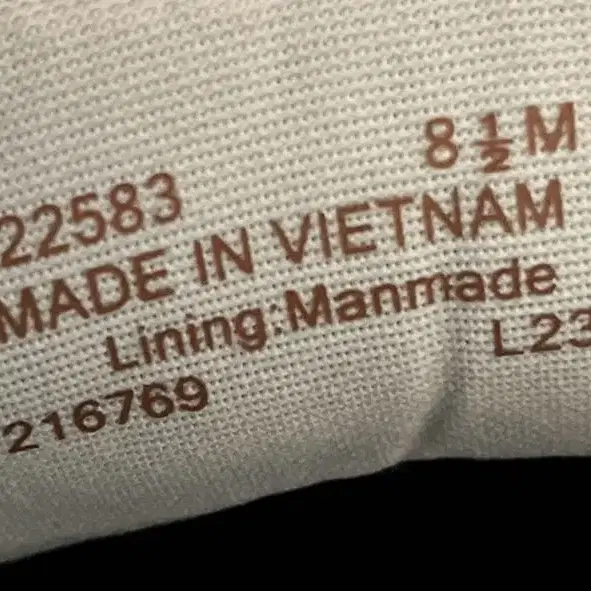 8 ½ M
22583
MADE IN VIETNAM
Lining:Manmade
L23
216769